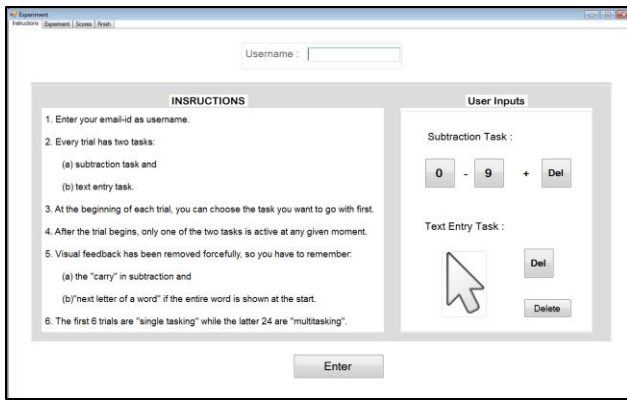 Experiment
Instructions Experiment Scores Finish
Username :
INSRUCTIONS
1. Enter your email-id as username.
2. Every trial has two tasks:
(a) subtraction task and
(b) text entry task.
3. At the beginning of each trial, you can choose the task you want to go with first.
4. After the trial begins, only one of the two tasks is active at any given moment.
5. Visual feedback has been removed forcefully, so you have to remember:
(a) the "carry" in subtraction and
(b)"next letter of a word" if the entire word is shown at the start.
6. The first 6 trials are "single tasking" while the latter 24 are "multitasking".
User Inputs
Subtraction Task :
0 - 9 + Del
Text Entry Task :
Del
Delete
Enter